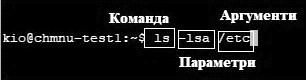 Команда
Аргументи
kio@chmnu-test1:~$ ls -lsa /etc
Параметри